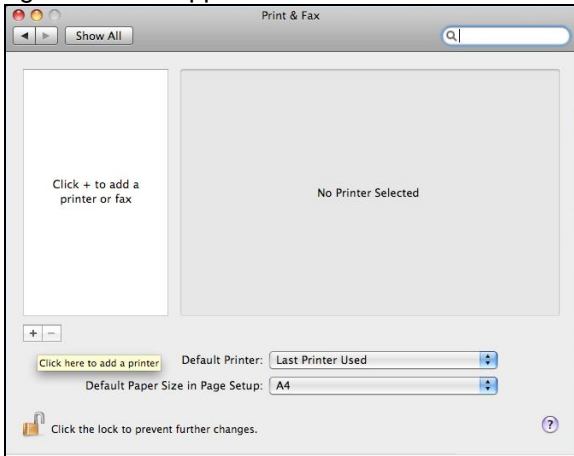 Print & Fax
Show All
Click + to add a
printer or fax
No Printer Selected
+ -
Click here to add a printer
Default Printer: Last Printer Used
Default Paper Size in Page Setup: A4
Click the lock to prevent further changes.
?